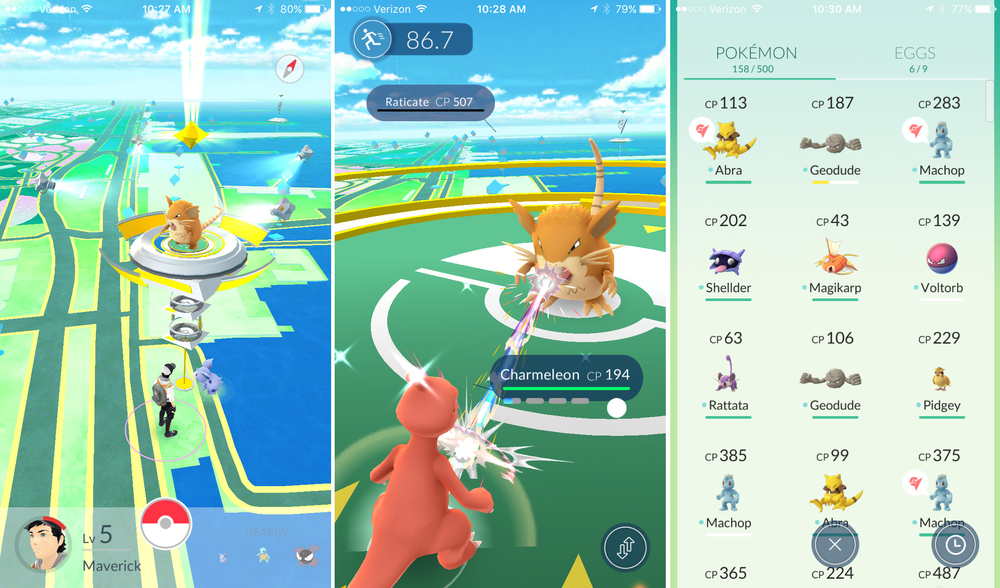 Verizon 10:27 AM 80%
Lv 5
Maverick
NEARBY
Verizon 10:28 AM 79%
86.7
Raticate CP 507
Charmeleon CP 194
Verizon 10:30 AM 77%
POKÉMON EGGS
158 / 500 6 / 9
CP 113 CP 187 CP 283
Abra Geodude Machop
CP 202 CP 43 CP 139
Shellder Magikarp Voltorb
CP 63 CP 106 CP 229
Rattata Geodude Pidgey
CP 385 CP 99 CP 375
Machop Abra Machop
CP 365 CP 224 CP 487